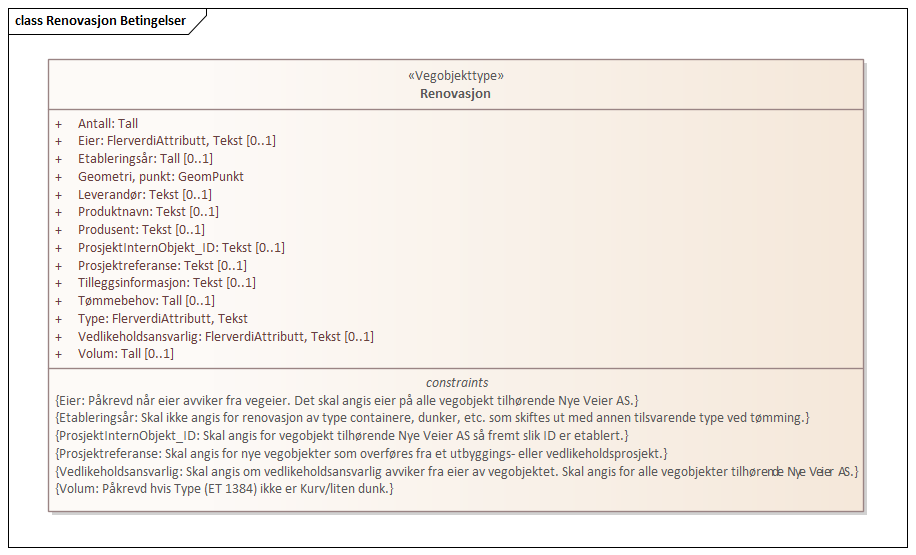 class Renovasjon Betingelser
«Vegobjekttype»
Renovasjon
+ Antall: Tall
+ Eier: FlerverdiAttributt, Tekst [0..1]
+ Etableringsår: Tall [0..1]
+ Geometri, punkt: GeomPunkt
+ Leverandør: Tekst [0..1]
+ Produktnavn: Tekst [0..1]
+ Produsent: Tekst [0..1]
+ ProsjektInternObjekt_ID: Tekst [0..1]
+ Prosjektreferanse: Tekst [0..1]
+ Tilleggsinformasjon: Tekst [0..1]
+ Tømmebehov: Tall [0..1]
+ Type: FlerverdiAttributt, Tekst
+ Vedlikeholdsansvarlig: FlerverdiAttributt, Tekst [0..1]
+ Volum: Tall [0..1]
constraints
{Eier: Påkrevd når eier avviker fra vegeier. Det skal angis eier på alle vegobjekt tilhørende Nye Veier AS.}
{Etableringsår: Skal ikke angis for renovasjon av type containere, dunker, etc. som skiftes ut med annen tilsvarende type ved tømming.}
{ProsjektInternObjekt_ID: Skal angis for vegobjekt tilhørende Nye Veier AS så fremt slik ID er etablert.}
{Prosjektreferanse: Skal angis for nye vegobjekter som overføres fra et utbyggings- eller vedlikeholdsprosjekt.}
{Vedlikeholdsansvarlig: Skal angis om vedlikeholdsansvarlig avviker fra eier av vegobjektet. Skal angis for alle vegobjekter tilhørende Nye Veier AS.}
{Volum: Påkrevd hvis Type (ET 1384) ikke er Kurv/liten dunk.}